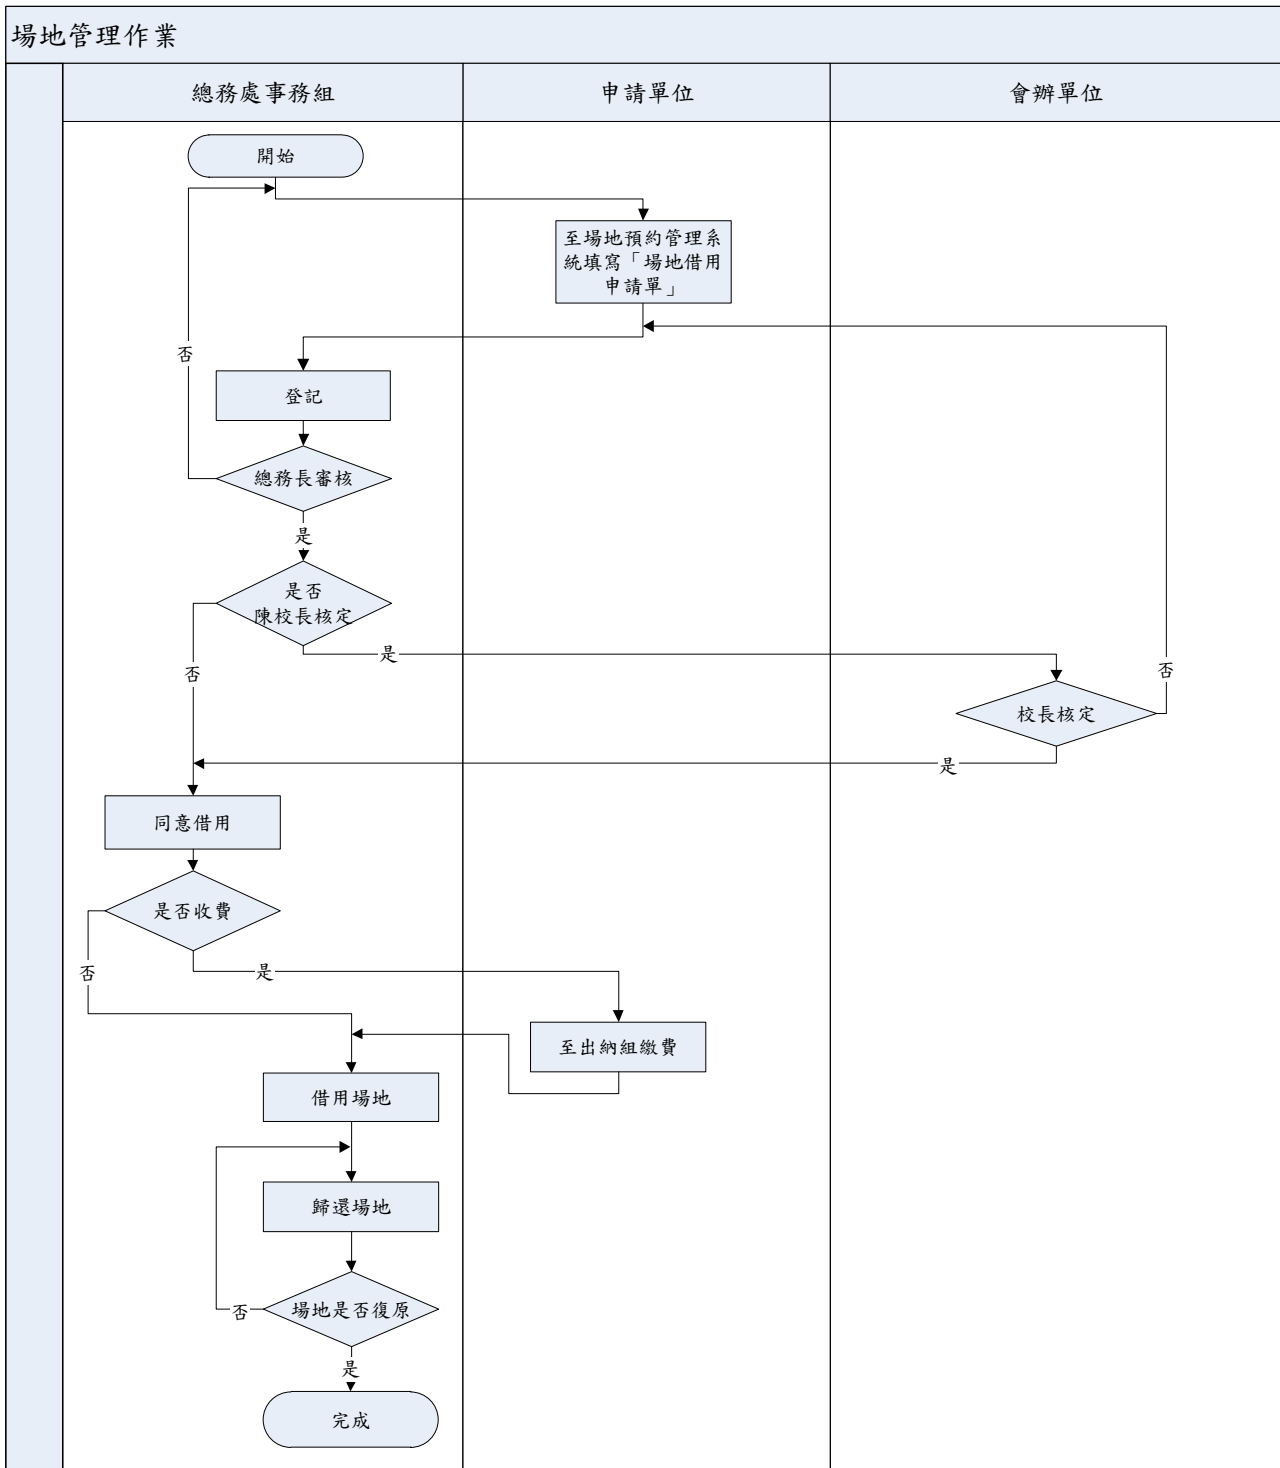 場地管理作業
總務處事務組
申請單位
會辦單位
開始
至場地預約管理系
統填寫「場地借用
申請單」
否
登記
總務長審核
是
是否
陳校長核定
是
否
否
校長核定
是
同意借用
是否收費
否
是
至出納組繳費
借用場地
歸還場地
否
場地是否復原
是
完成